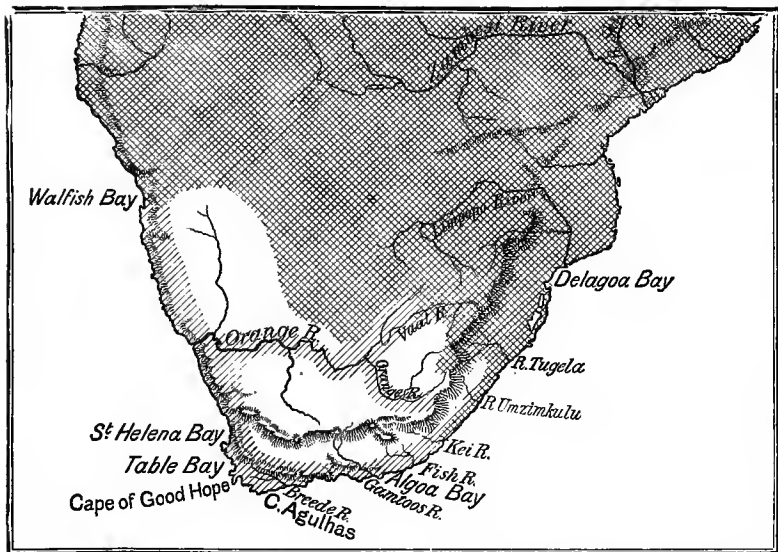 Zambesi River
Walfish Bay
Limpopo River
Delagoa Bay
Orange R.
Vaal R.
Orange R.
R. Tugela
R Umzimkulu
St Helena Bay
Kei R.
Table Bay
Fish R.
Algoa Bay
Cape of Good Hope
Gamtoos R.
Breede R.
C. Agulhas